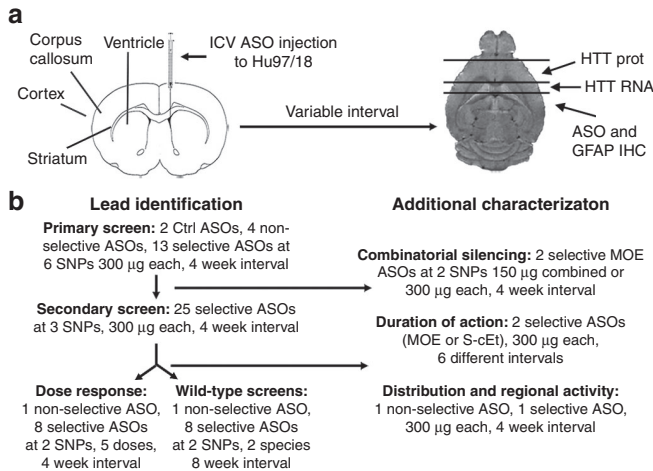 a
Corpus
callosum
Ventricle
ICV ASO injection
to Hu97/18
Cortex
Striatum
Variable interval
HTT prot
HTT RNA
ASO and
GFAP IHC
b
Lead identification
Primary screen: 2 Ctrl ASOs, 4 non-
selective ASOs, 13 selective ASOs at
6 SNPs 300 μg each, 4 week interval
Secondary screen: 25 selective ASOs
at 3 SNPs, 300 μg each, 4 week interval
Dose response:
1 non-selective ASO,
8 selective ASOs
at 2 SNPs, 5 doses,
4 week interval
Wild-type screens:
1 non-selective ASO,
8 selective ASOs
at 2 SNPs, 2 species
8 week interval
Additional characterizaton
Combinatorial silencing: 2 selective MOE
ASOs at 2 SNPs 150 μg combined or
300 μg each, 4 week interval
Duration of action: 2 selective ASOs
(MOE or S-cEt), 300 μg each,
6 different intervals
Distribution and regional activity:
1 non-selective ASO, 1 selective ASO,
300 μg each, 4 week interval